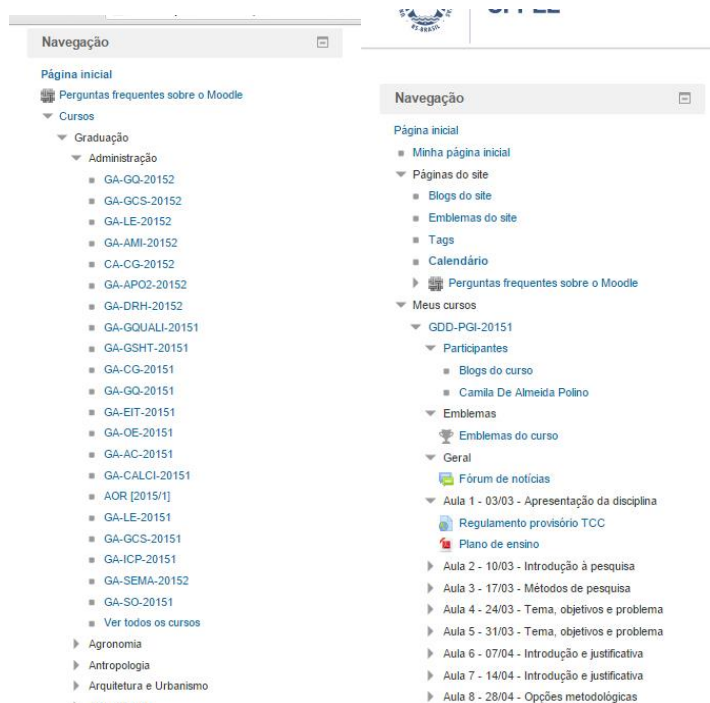 Navegação
Página inicial
Perguntas frequentes sobre o Moodle
Cursos
Graduação
Administração
GA-GQ-20152
GA-GCS-20152
GA-LE-20152
GA-AMI-20152
CA-CG-20152
GA-APO2-20152
GA-DRH-20152
GA-GQUALI-20151
GA-GSHT-20151
GA-CG-20151
GA-GQ-20151
GA-EIT-20151
GA-OE-20151
GA-AC-20151
GA-CALCI-20151
AOR [2015/1]
GA-LE-20151
GA-GCS-20151
GA-ICP-20151
GA-SEMA-20152
GA-SO-20151
Ver todos os cursos
Agronomia
Antropologia
Arquitetura e Urbanismo
RS-BRASIL
Navegação
Página inicial
Minha página inicial
Páginas do site
Blogs do site
Emblemas do site
Tags
Calendário
Perguntas frequentes sobre o Moodle
Meus cursos
GDD-PGI-20151
Participantes
Blogs do curso
Camila De Almeida Polino
Emblemas
Emblemas do curso
Geral
Fórum de notícias
Aula 1 - 03/03 - Apresentação da disciplina
Regulamento provisório TCC
Plano de ensino
Aula 2 - 10/03 - Introdução à pesquisa
Aula 3 - 17/03 - Métodos de pesquisa
Aula 4 - 24/03 - Tema, objetivos e problema
Aula 5 - 31/03 - Tema, objetivos e problema
Aula 6 - 07/04 - Introdução e justificativa
Aula 7 - 14/04 - Introdução e justificativa
Aula 8 - 28/04 - Opções metodológicas